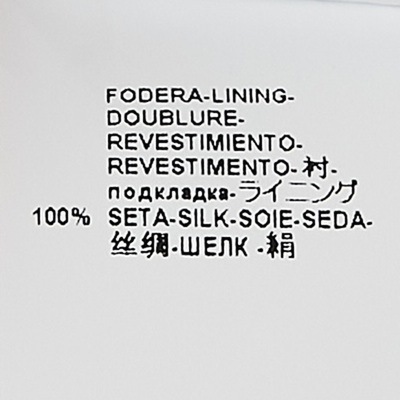 FODERA-LINING-
DOUBLURE-
REVESTIMIENTO-
REVESTIMENTO-衬-
подкладка-ライニング
100% SETA-SILK-SOIE-SEDA-
丝绸-ШЕЛК -絹